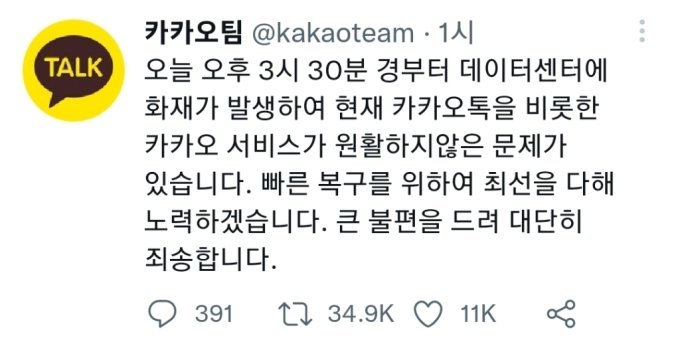 카카오팀 @kakaoteam · 1시
TALK
오늘 오후 3시 30분 경부터 데이터센터에
화재가 발생하여 현재 카카오톡을 비롯한
카카오 서비스가 원활하지않은 문제가
있습니다. 빠른 복구를 위하여 최선을 다해
노력하겠습니다. 큰 불편을 드려 대단히
죄송합니다.
391 34.9K 11K